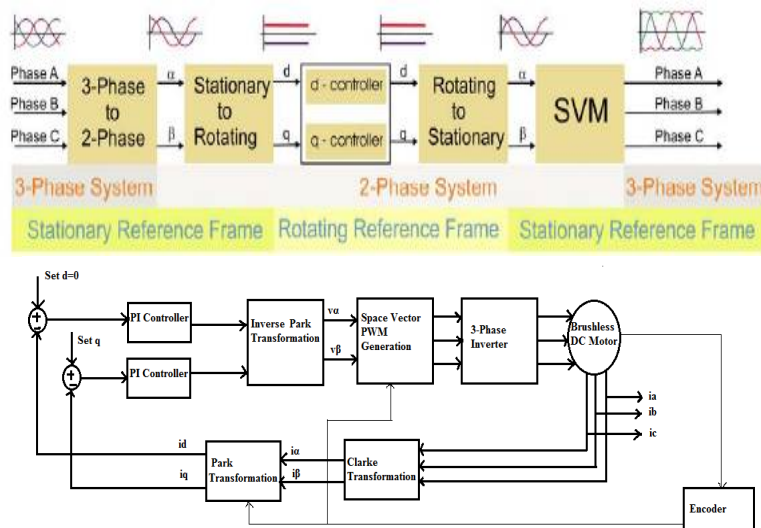 Phase A
Phase B
Phase C
3-Phase
to
2-Phase
α
β
Stationary
to
Rotating
d
q
d - controller
q - controller
d
q
Rotating
to
Stationary
α
β
SVM
Phase A
Phase B
Phase C
3-Phase System
2-Phase System
3-Phase System
Stationary Reference Frame
Rotating Reference Frame
Stationary Reference Frame
Set d=0
+
-
PI Controller
Set q
+
-
PI Controller
Inverse Park
Transformation
vα
vβ
Space Vector
PWM
Generation
3-Phase
Inverter
Brushless
DC Motor
ia
ib
ic
id
iq
Park
Transformation
iα
iβ
Clarke
Transformation
Encoder